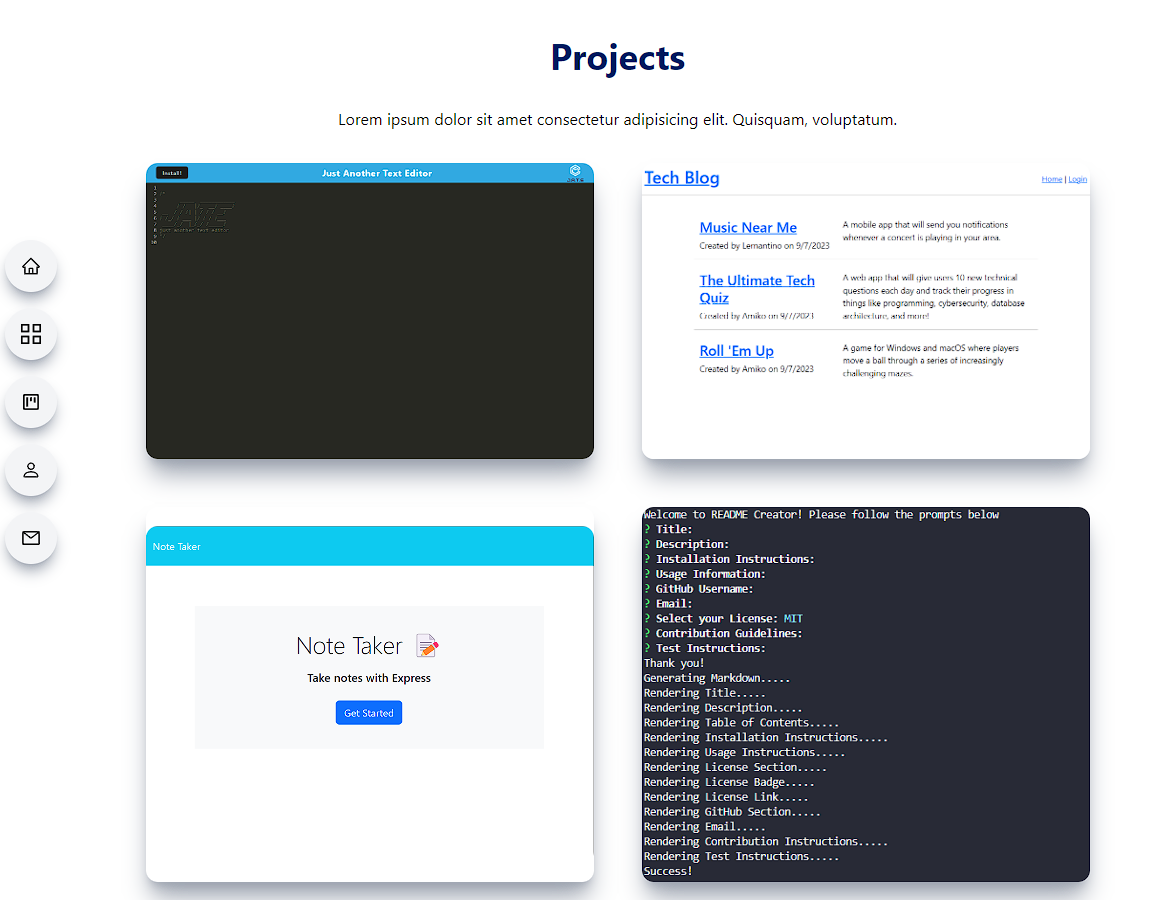 Projects
Lorem ipsum dolor sit amet consectetur adipisicing elit. Quisquam, voluptatum.
Install!
Just Another Text Editor
J.A.T.E
1
2 /*
3
4
5
6
7
8 just another text editor
9 */
10
Tech Blog
Home | Login
Music Near Me
Created by Lernantino on 9/7/2023
A mobile app that will send you notifications
whenever a concert is playing in your area.
The Ultimate Tech
Quiz
Created by Amiko on 9/7/2023
A web app that will give users 10 new technical
questions each day and track their progress in
things like programming, cybersecurity, database
architecture, and more!
Roll 'Em Up
Created by Amiko on 9/7/2023
A game for Windows and macOS where players
move a ball through a series of increasingly
challenging mazes.
Note Taker
Note Taker
Take notes with Express
Get Started
Welcome to README Creator! Please follow the prompts below
? Title:
? Description:
? Installation Instructions:
? Usage Information:
? GitHub Username:
? Email:
? Select your License: MIT
? Contribution Guidelines:
? Test Instructions:
Thank you!
Generating Markdown.....
Rendering Title.....
Rendering Description.....
Rendering Table of Contents.....
Rendering Installation Instructions.....
Rendering Usage Instructions.....
Rendering License Section.....
Rendering License Badge.....
Rendering License Link.....
Rendering GitHub Section.....
Rendering Email.....
Rendering Contribution Instructions.....
Rendering Test Instructions.....
Success!